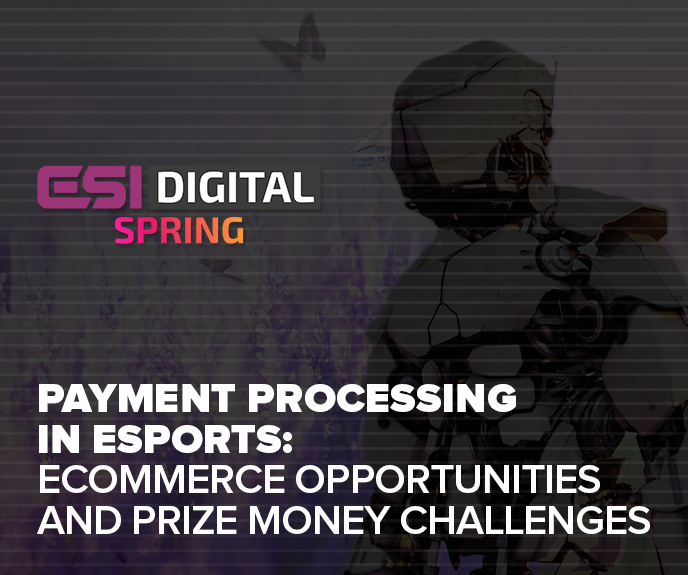 ESI DIGITAL
SPRING
PAYMENT PROCESSING
IN ESPORTS:
ECOMMERCE OPPORTUNITIES
AND PRIZE MONEY CHALLENGES